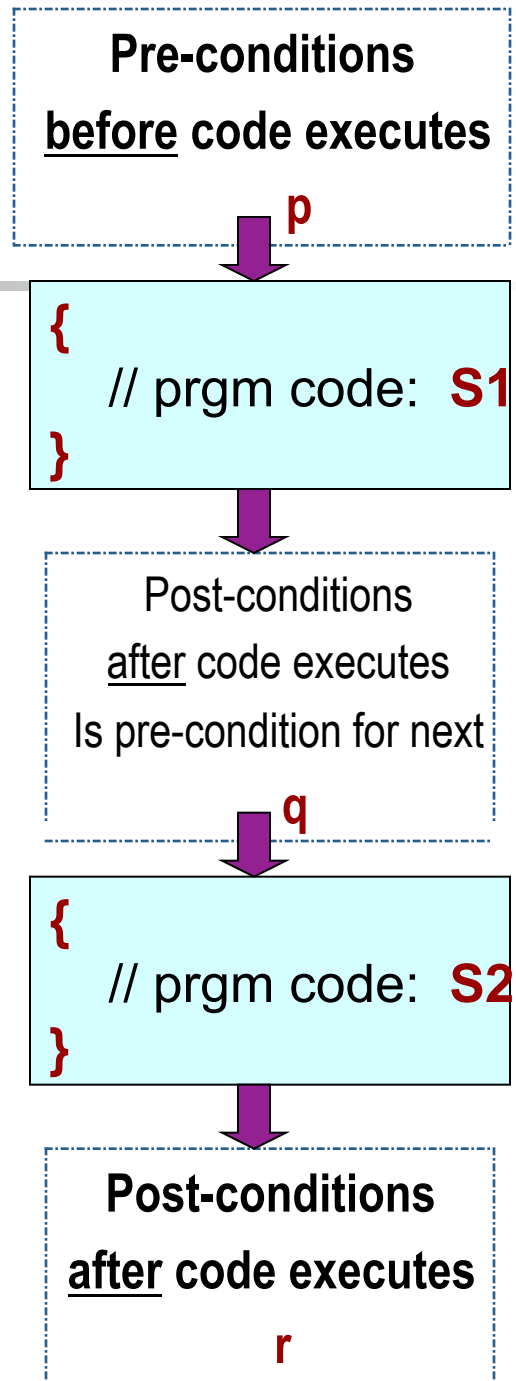 Pre-conditions
before code executes
p
{
// prgm code: S1
}
Post-conditions
after code executes
Is pre-condition for next
q
{
// prgm code: S2
}
Post-conditions
after code executes
r